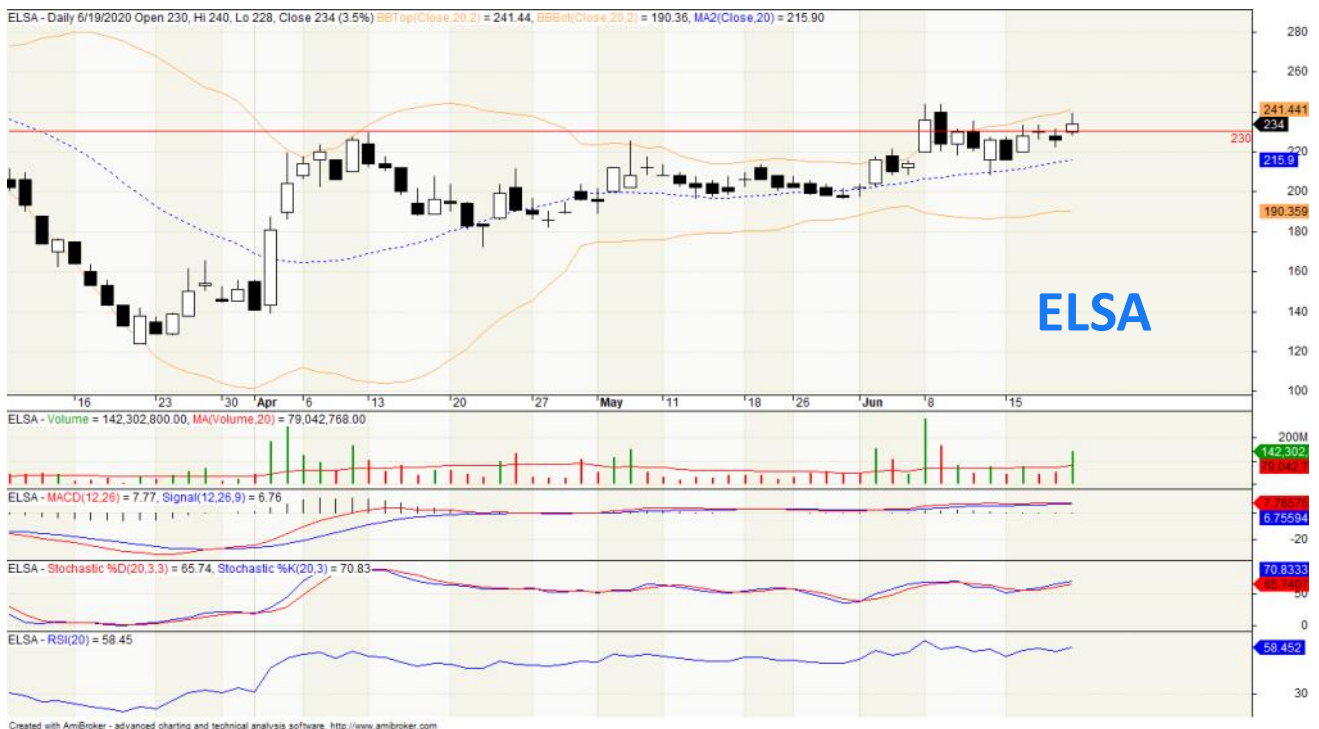 ELSA - Daily 6/19/2020 Open 230, Hi 240, Lo 228, Close 234 (3.5%) BBTop(Close,20,2) = 241.44, BBBot(Close,20,2) = 190.36, MA2(Close,20) = 215.90
280
260
241.441
234
230
220
215.9
200
190.359
180
160
ELSA
140
120
100
16 23 30 Apr 6 13 20 27 May 11 18 26 Jun 8 15
ELSA - Volume = 142,302,800.00, MA(Volume,20) = 79,042,768.00
200M
142,302,
79,042,7
ELSA - MACD(12,26) = 7.77, Signal(12,26,9) = 6.76
6.75594
-20
ELSA - Stochastic %D(20,3,3) = 65.74, Stochastic %K(20,3) = 70.83
70.8333
50
0
ELSA - RSI(20) = 58.45
58.452
30
Created with AmiBroker - advanced charting and technical analysis software. http://www.amibroker.com